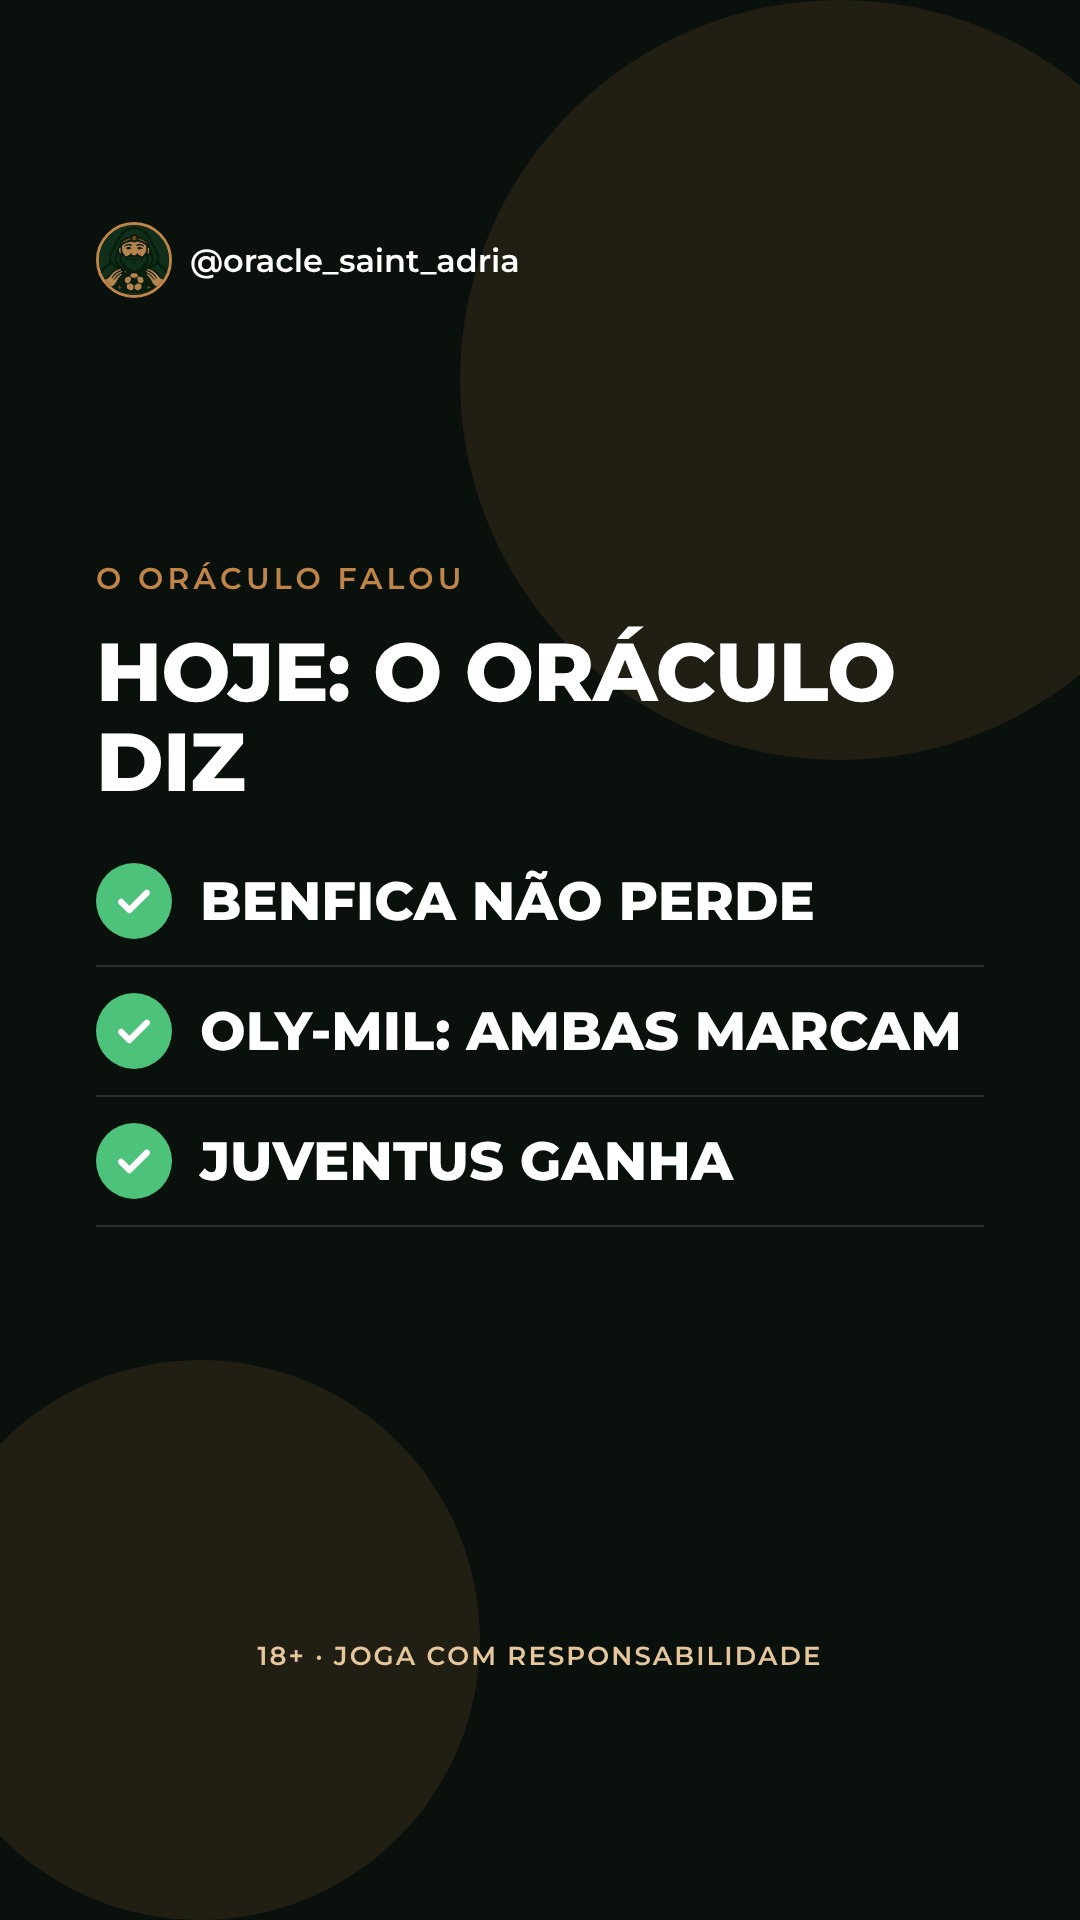 @oracle_saint_adria
O ORÁCULO FALOU
HOJE: O ORÁCULO
DIZ
BENFICA NÃO PERDE
OLY-MIL: AMBAS MARCAM
JUVENTUS GANHA
18+ · JOGA COM RESPONSABILIDADE